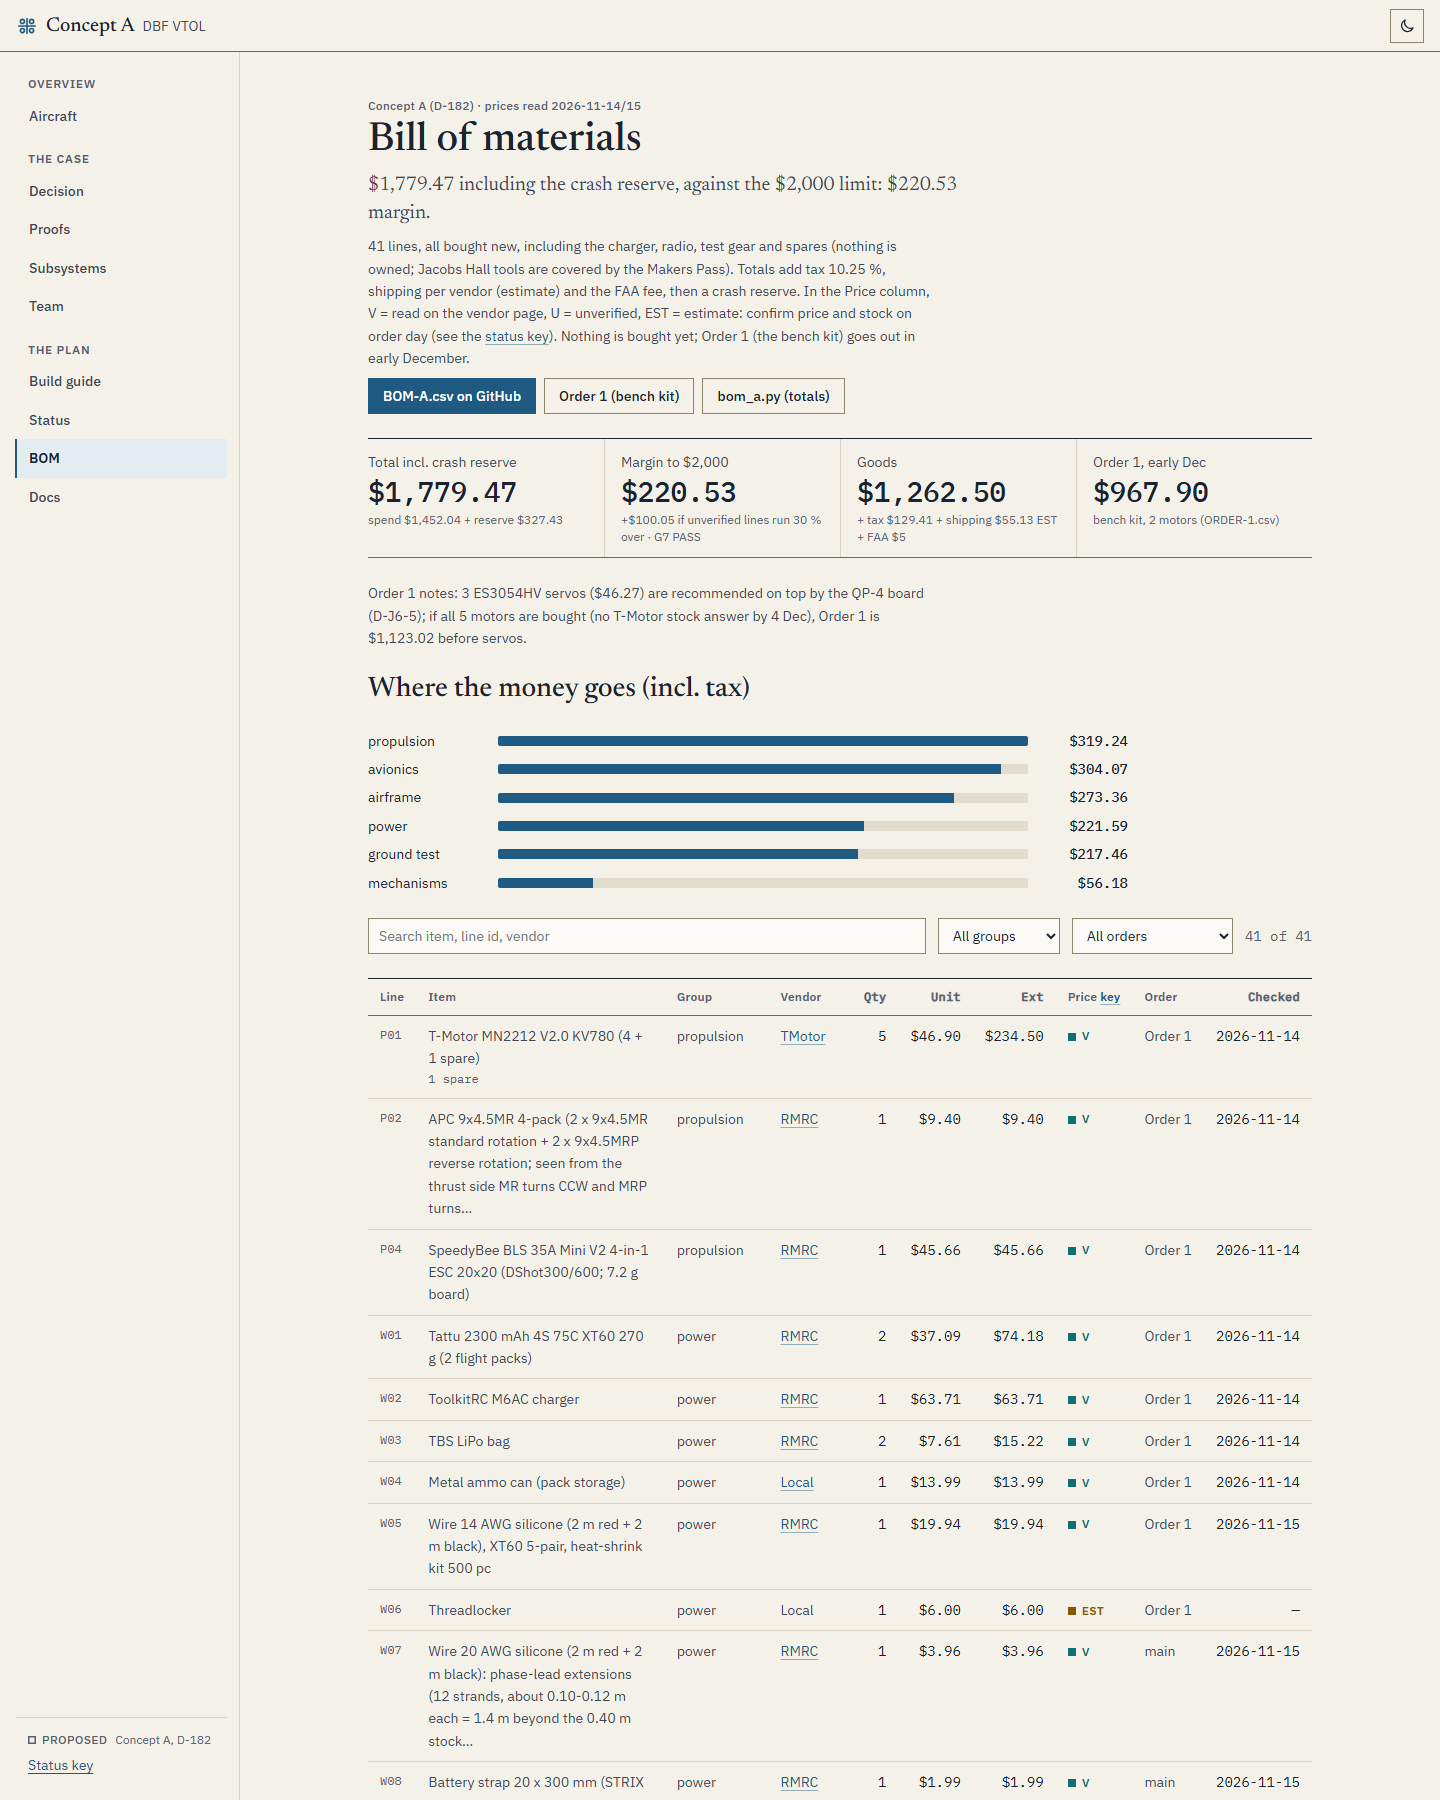 Concept A DBF VTOL
OVERVIEW
Aircraft
THE CASE
Decision
Proofs
Subsystems
Team
THE PLAN
Build guide
Status
BOM
Docs
PROPOSED Concept A, D-182
Status key
Concept A (D-182) · prices read 2026-11-14/15
Bill of materials
$1,779.47 including the crash reserve, against the $2,000 limit: $220.53
margin.
41 lines, all bought new, including the charger, radio, test gear and spares (nothing is
owned; Jacobs Hall tools are covered by the Makers Pass). Totals add tax 10.25 %,
shipping per vendor (estimate) and the FAA fee, then a crash reserve. In the Price column,
V = read on the vendor page, U = unverified, EST = estimate: confirm price and stock on
order day (see the status key). Nothing is bought yet; Order 1 (the bench kit) goes out in
early December.
BOM-A.csv on GitHub Order 1 (bench kit) bom_a.py (totals)
Total incl. crash reserve
$1,779.47
spend $1,452.04 + reserve $327.43
Margin to $2,000
$220.53
+$100.05 if unverified lines run 30 %
over · G7 PASS
Goods
$1,262.50
+ tax $129.41 + shipping $55.13 EST
+ FAA $5
Order 1, early Dec
$967.90
bench kit, 2 motors (ORDER-1.csv)
Order 1 notes: 3 ES3054HV servos ($46.27) are recommended on top by the QP-4 board
(D-J6-5); if all 5 motors are bought (no T-Motor stock answer by 4 Dec), Order 1 is
$1,123.02 before servos.
Where the money goes (incl. tax)
propulsion $319.24
avionics $304.07
airframe $273.36
power $221.59
ground test $217.46
mechanisms $56.18
Search item, line id, vendor All groups All orders 41 of 41
Line Item Group Vendor Qty Unit Ext Price key Order Checked
P01 T-Motor MN2212 V2.0 KV780 (4 + propulsion TMotor 5 $46.90 $234.50 V Order 1 2026-11-14
1 spare)
1 spare
P02 APC 9x4.5MR 4-pack (2 x 9x4.5MR propulsion RMRC 1 $9.40 $9.40 V Order 1 2026-11-14
standard rotation + 2 x 9x4.5MRP
reverse rotation; seen from the
thrust side MR turns CCW and MRP
turns...
P04 SpeedyBee BLS 35A Mini V2 4-in-1 propulsion RMRC 1 $45.66 $45.66 V Order 1 2026-11-14
ESC 20x20 (DShot300/600; 7.2 g
board)
W01 Tattu 2300 mAh 4S 75C XT60 270 power RMRC 2 $37.09 $74.18 V Order 1 2026-11-14
g (2 flight packs)
W02 ToolkitRC M6AC charger power RMRC 1 $63.71 $63.71 V Order 1 2026-11-14
W03 TBS LiPo bag power RMRC 2 $7.61 $15.22 V Order 1 2026-11-14
W04 Metal ammo can (pack storage) power Local 1 $13.99 $13.99 V Order 1 2026-11-14
W05 Wire 14 AWG silicone (2 m red + 2 power RMRC 1 $19.94 $19.94 V Order 1 2026-11-15
m black), XT60 5-pair, heat-shrink
kit 500 pc
W06 Threadlocker power Local 1 $6.00 $6.00 EST Order 1 —
W07 Wire 20 AWG silicone (2 m red + 2 power RMRC 1 $3.96 $3.96 V main 2026-11-15
m black): phase-lead extensions
(12 strands, about 0.10-0.12 m
each = 1.4 m beyond the 0.40 m
stock...
W08 Battery strap 20 x 300 mm (STRIX power RMRC 1 $1.99 $1.99 V main 2026-11-15